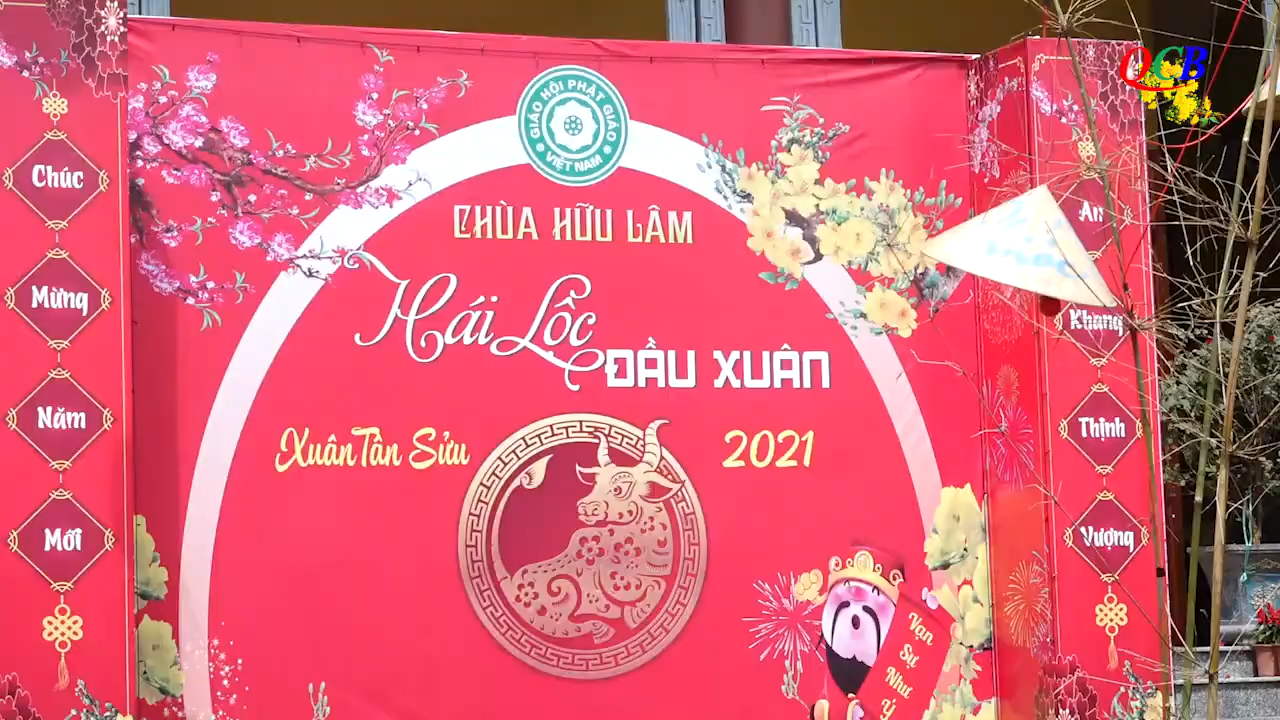 QCB
GIÁO HỘI PHẬT GIÁO
VIỆT NAM
CHÙA HỮU LÂM
Hái Lộc
ĐẦU XUÂN
Xuân Tân Sửu
2021
Chúc
Mừng
Năm
Mới
An
Khang
Thịnh
Vượng
Vạn
Sự
Như
Ý